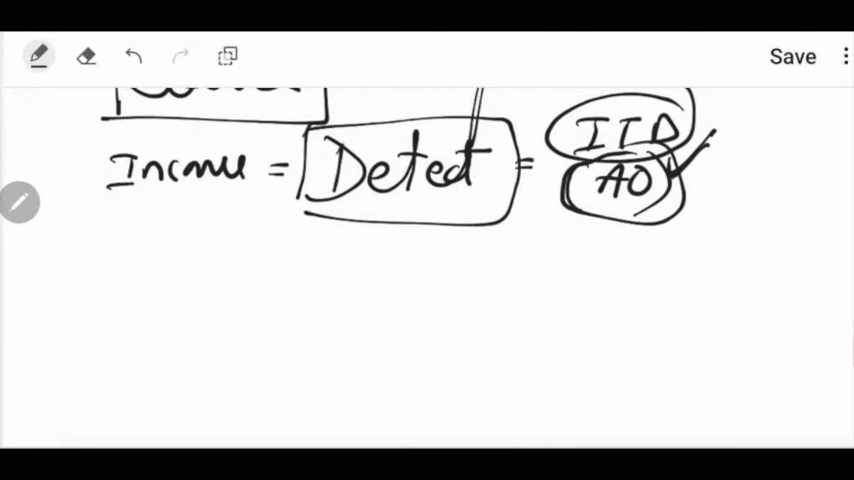 Save
ITD
Income = Detect = AO